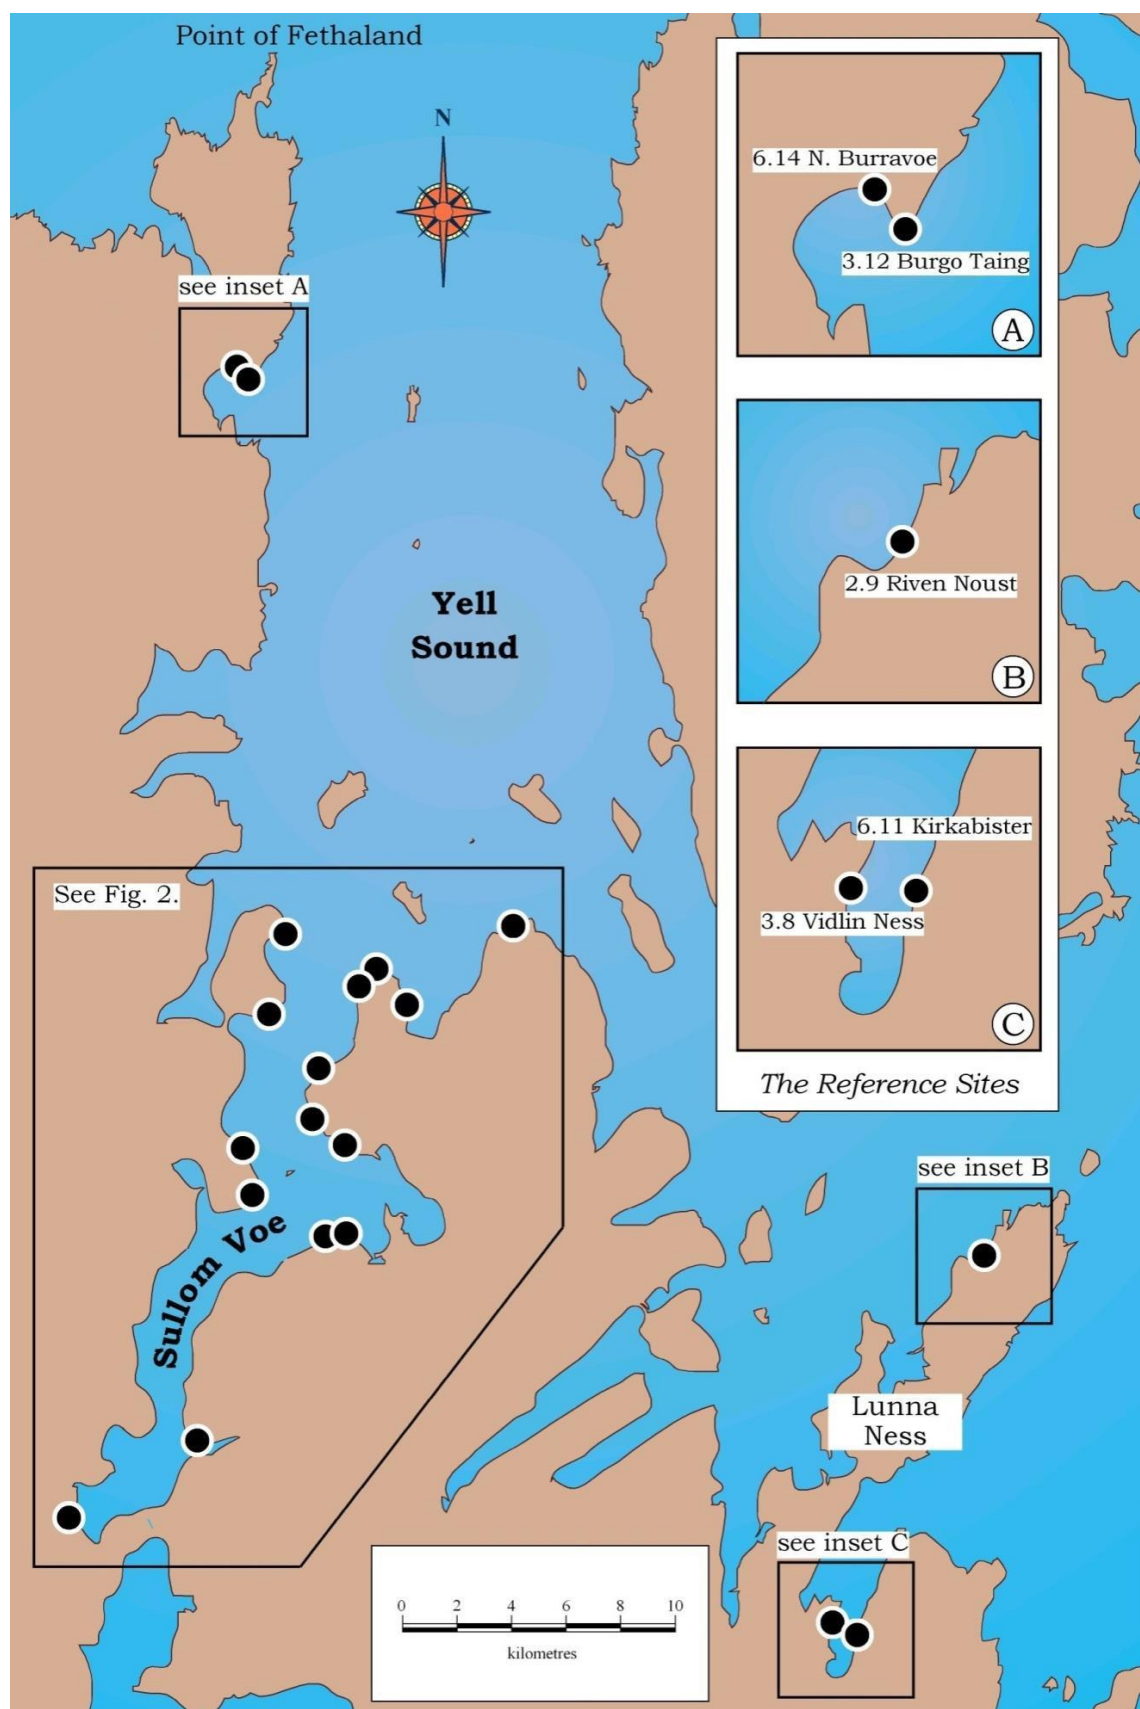 Point of Fethaland
N
see inset A
6.14 N. Burravoe
3.12 Burgo Taing
A
2.9 Riven Noust
B
Yell
Sound
6.11 Kirkabister
3.8 Vidlin Ness
C
The Reference Sites
See Fig. 2.
Sullom Voe
see inset B
Lunna
Ness
see inset C
0 2 4 6 8 10
kilometres